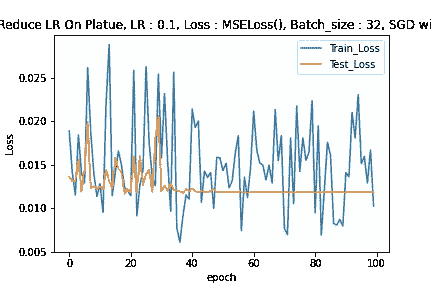 Reduce LR On Platue, LR : 0.1, Loss : MSELoss(), Batch_size : 32, SGD wi
Train_Loss
Test_Loss
0.025
0.020
0.015
0.010
0.005
Loss
0 20 40 60 80 100
epoch